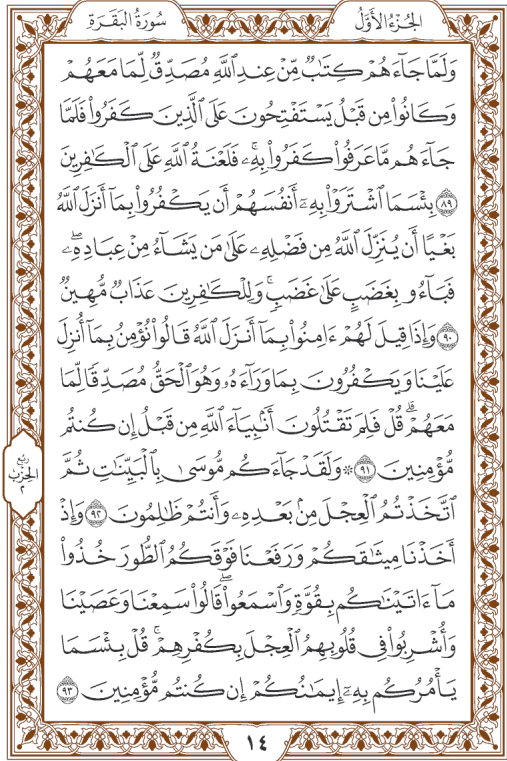 الجُزْءُ الأَوَّلُ
سُورَةُ البَقَرَةِ
وَلَمَّا جَآءَهُمْ كِتَٰبٌ مِّنْ عِندِ ٱللَّهِ مُصَدِّقٌ لِّمَا مَعَهُمْ
وَكَانُوا۟ مِن قَبْلُ يَسْتَفْتِحُونَ عَلَى ٱلَّذِينَ كَفَرُوا۟ فَلَمَّا
جَآءَهُم مَّا عَرَفُوا۟ كَفَرُوا۟ بِهِۦ ۚ فَلَعْنَةُ ٱللَّهِ عَلَى ٱلْكَٰفِرِينَ
٨٩ بِئْسَمَا ٱشْتَرَوْا۟ بِهِۦٓ أَنفُسَهُمْ أَن يَكْفُرُوا۟ بِمَآ أَنزَلَ ٱللَّهُ
بَغْيًا أَن يُنَزِّلَ ٱللَّهُ مِن فَضْلِهِۦ عَلَىٰ مَن يَشَآءُ مِنْ عِبَادِهِۦ ۖ
فَبَآءُو بِغَضَبٍ عَلَىٰ غَضَبٍ ۚ وَلِلْكَٰفِرِينَ عَذَابٌ مُّهِينٌ
٩٠ وَإِذَا قِيلَ لَهُمْ ءَامِنُوا۟ بِمَآ أَنزَلَ ٱللَّهُ قَالُوا۟ نُؤْمِنُ بِمَآ أُنزِلَ
عَلَيْنَا وَيَكْفُرُونَ بِمَا وَرَآءَهُۥ وَهُوَ ٱلْحَقُّ مُصَدِّقًا لِّمَا
مَعَهُمْ ۗ قُلْ فَلِمَ تَقْتُلُونَ أَنۢبِيَآءَ ٱللَّهِ مِن قَبْلُ إِن كُنتُم
مُّؤْمِنِينَ ٩١ ۞ وَلَقَدْ جَآءَكُم مُّوسَىٰ بِٱلْبَيِّنَٰتِ ثُمَّ
ٱتَّخَذْتُمُ ٱلْعِجْلَ مِنۢ بَعْدِهِۦ وَأَنتُمْ ظَٰلِمُونَ ٩٢ وَإِذْ
أَخَذْنَا مِيثَٰقَكُمْ وَرَفَعْنَا فَوْقَكُمُ ٱلطُّورَ خُذُوا۟
مَآ ءَاتَيْنَٰكُم بِقُوَّةٍ وَٱسْمَعُوا۟ ۖ قَالُوا۟ سَمِعْنَا وَعَصَيْنَا
وَأُشْرِبُوا۟ فِى قُلُوبِهِمُ ٱلْعِجْلَ بِكُفْرِهِمْ ۚ قُلْ بِئْسَمَا
يَأْمُرُكُم بِهِۦٓ إِيمَٰنُكُمْ إِن كُنتُم مُّؤْمِنِينَ ٩٣
رُبْع
الحِزْب
٢
١٤